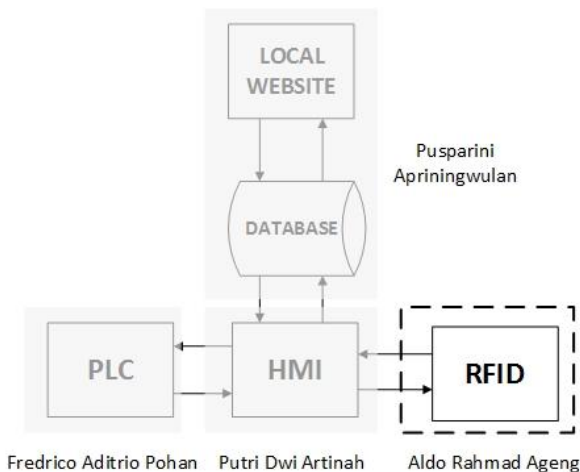 LOCAL
WEBSITE
Pusparini
Apriningwulan
DATABASE
PLC
HMI
RFID
Fredrico Aditrio Pohan
Putri Dwi Artinah
Aldo Rahmad Ageng